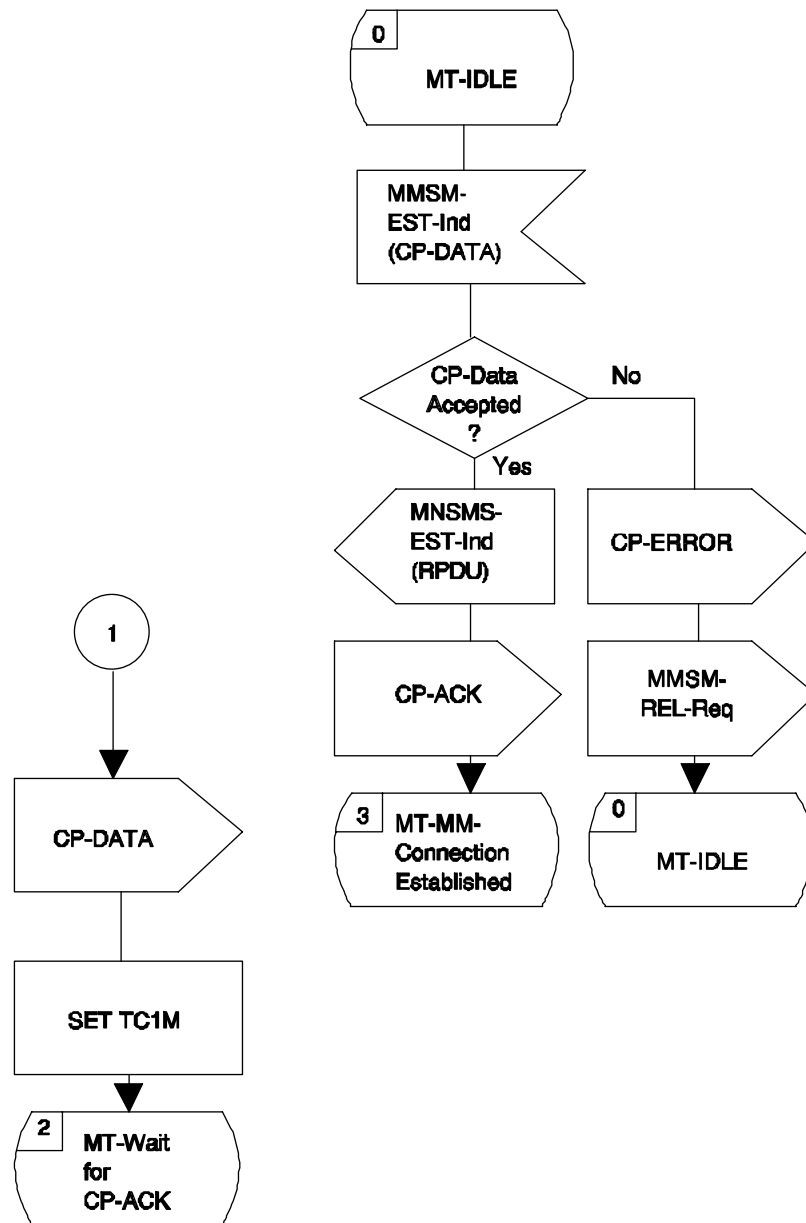 0
MT-IDLE
MMSM-
EST-Ind
(CP-DATA)
CP-Data
Accepted
?
No
Yes
MNSMS-
EST-Ind
(RPDU)
CP-ERROR
CP-ACK
MMSM-
REL-Req
3
MT-MM-
Connection
Established
0
MT-IDLE
1
CP-DATA
SET TC1M
2
MT-Wait
for
CP-ACK